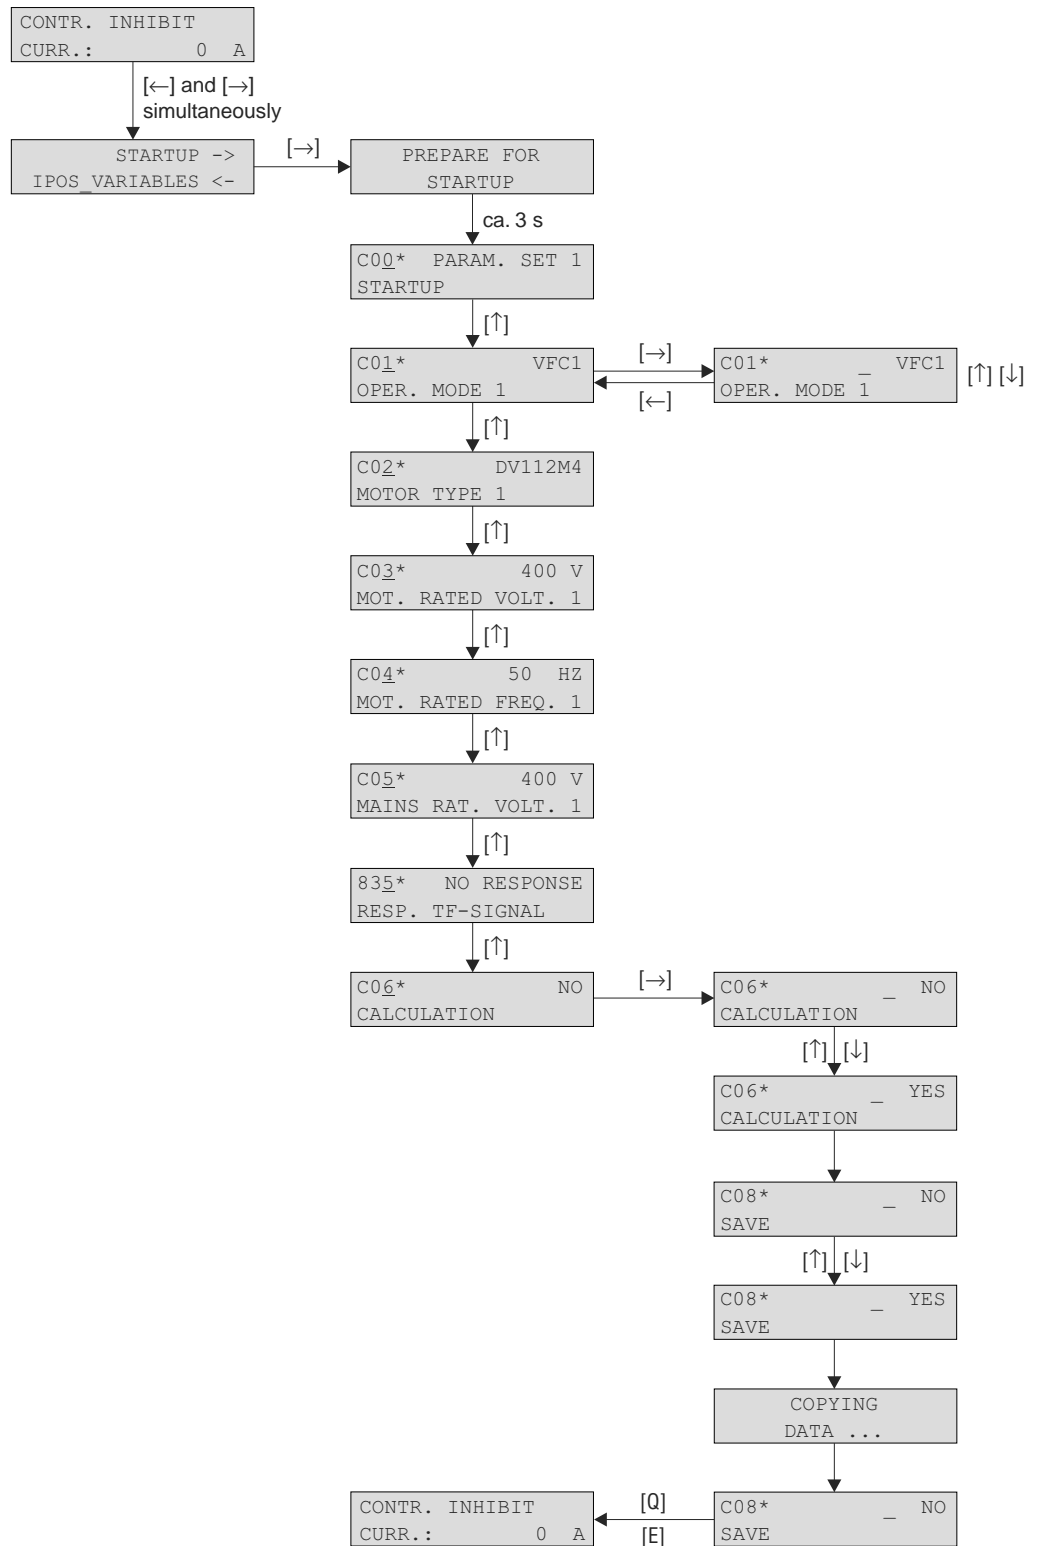 CONTR. INHIBIT
CURR.: 0 A
[←] and [→]
simultaneously
STARTUP ->
IPOS_VARIABLES <-
[→]
PREPARE FOR
STARTUP
ca. 3 s
C00* PARAM. SET 1
STARTUP
[↑]
C01* VFC1
OPER. MODE 1
[→]
[←]
C01* _ VFC1
OPER. MODE 1
[↑] [↓]
[↑]
C02* DV112M4
MOTOR TYPE 1
[↑]
C03* 400 V
MOT. RATED VOLT. 1
[↑]
C04* 50 HZ
MOT. RATED FREQ. 1
[↑]
C05* 400 V
MAINS RAT. VOLT. 1
[↑]
835* NO RESPONSE
RESP. TF-SIGNAL
[↑]
C06* NO
CALCULATION
[→]
C06* _ NO
CALCULATION
[↑] [↓]
C06* _ YES
CALCULATION
C08* _ NO
SAVE
[↑] [↓]
C08* _ YES
SAVE
COPYING
DATA ...
C08* _ NO
SAVE
[Q]
[E]
CONTR. INHIBIT
CURR.: 0 A